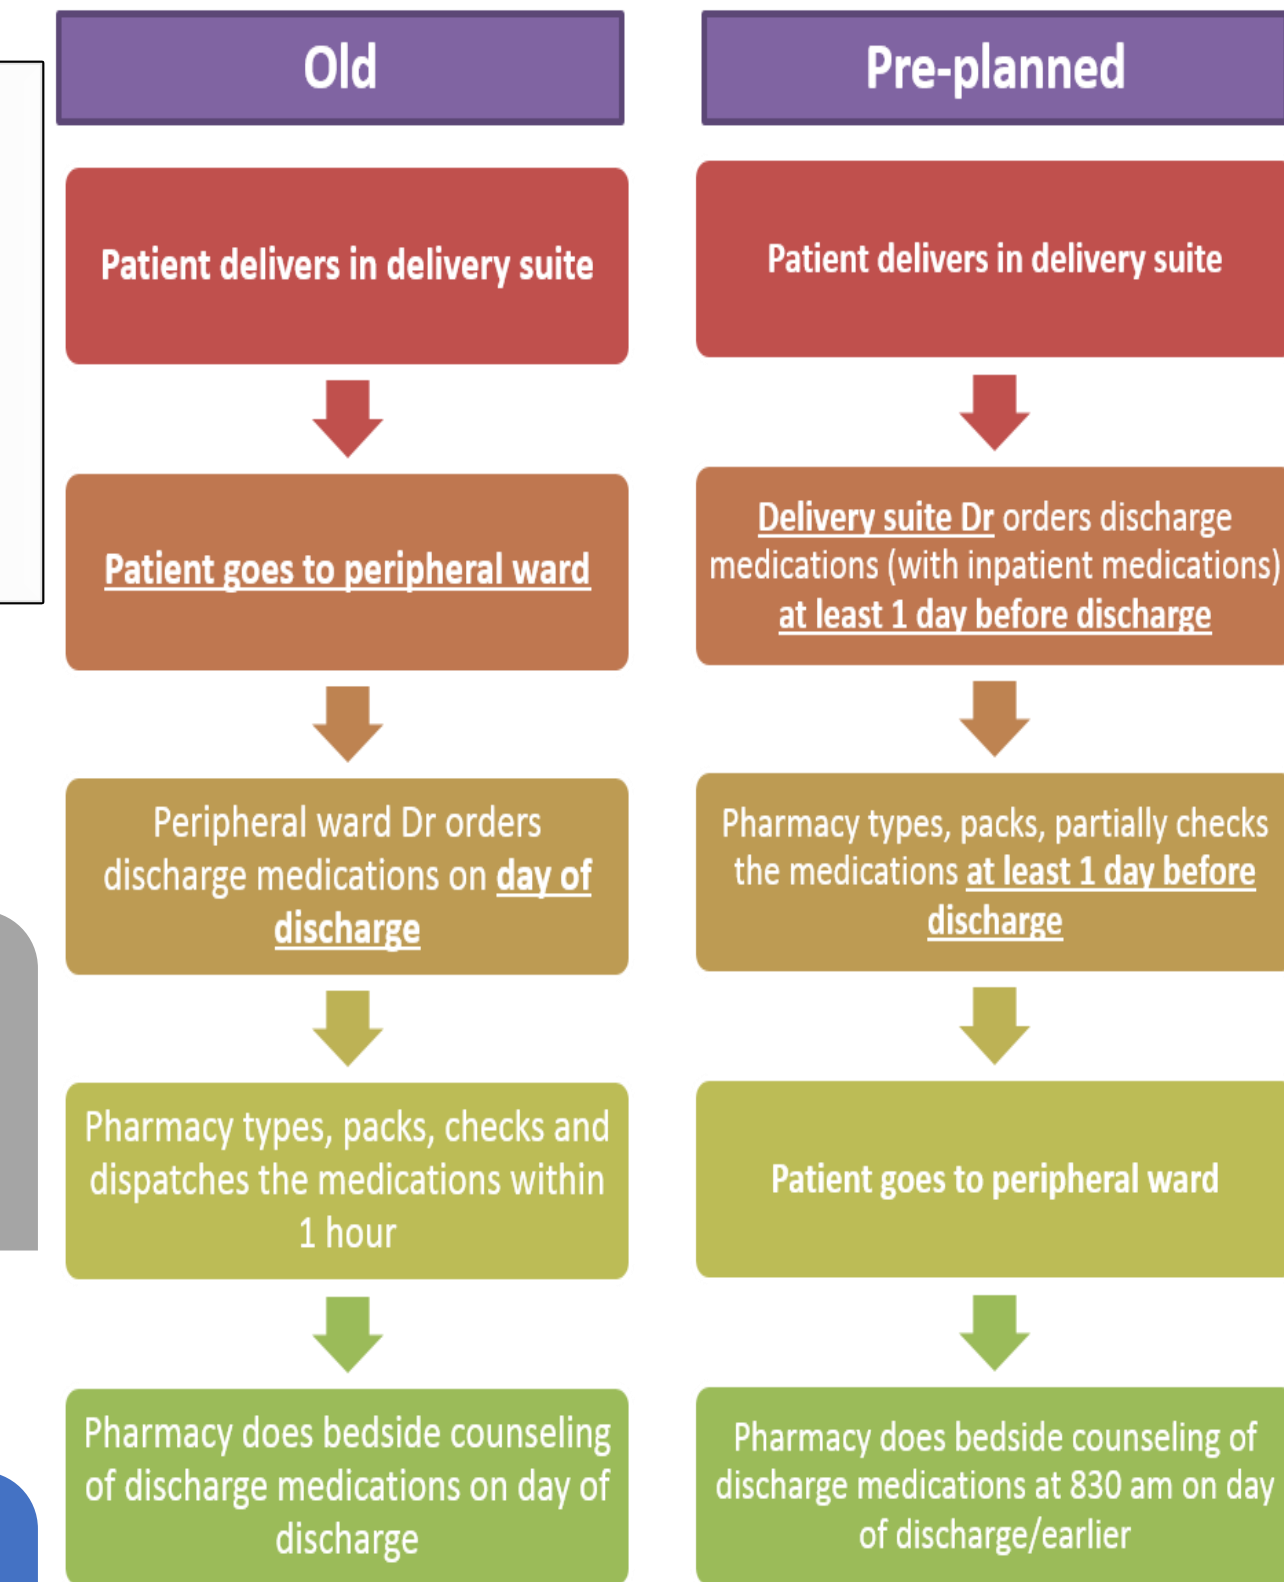 Old
Patient delivers in delivery suite
Patient goes to peripheral ward
Peripheral ward Dr orders
discharge medications on day of
discharge
Pharmacy types, packs, checks and
dispatches the medications within
1 hour
Pharmacy does bedside counseling
of discharge medications on day of
discharge
Pre-planned
Patient delivers in delivery suite
Delivery suite Dr orders discharge
medications (with inpatient medications)
at least 1 day before discharge
Pharmacy types, packs, partially checks
the medications at least 1 day before
discharge
Patient goes to peripheral ward
Pharmacy does bedside counseling of
discharge medications at 830 am on day
of discharge/earlier